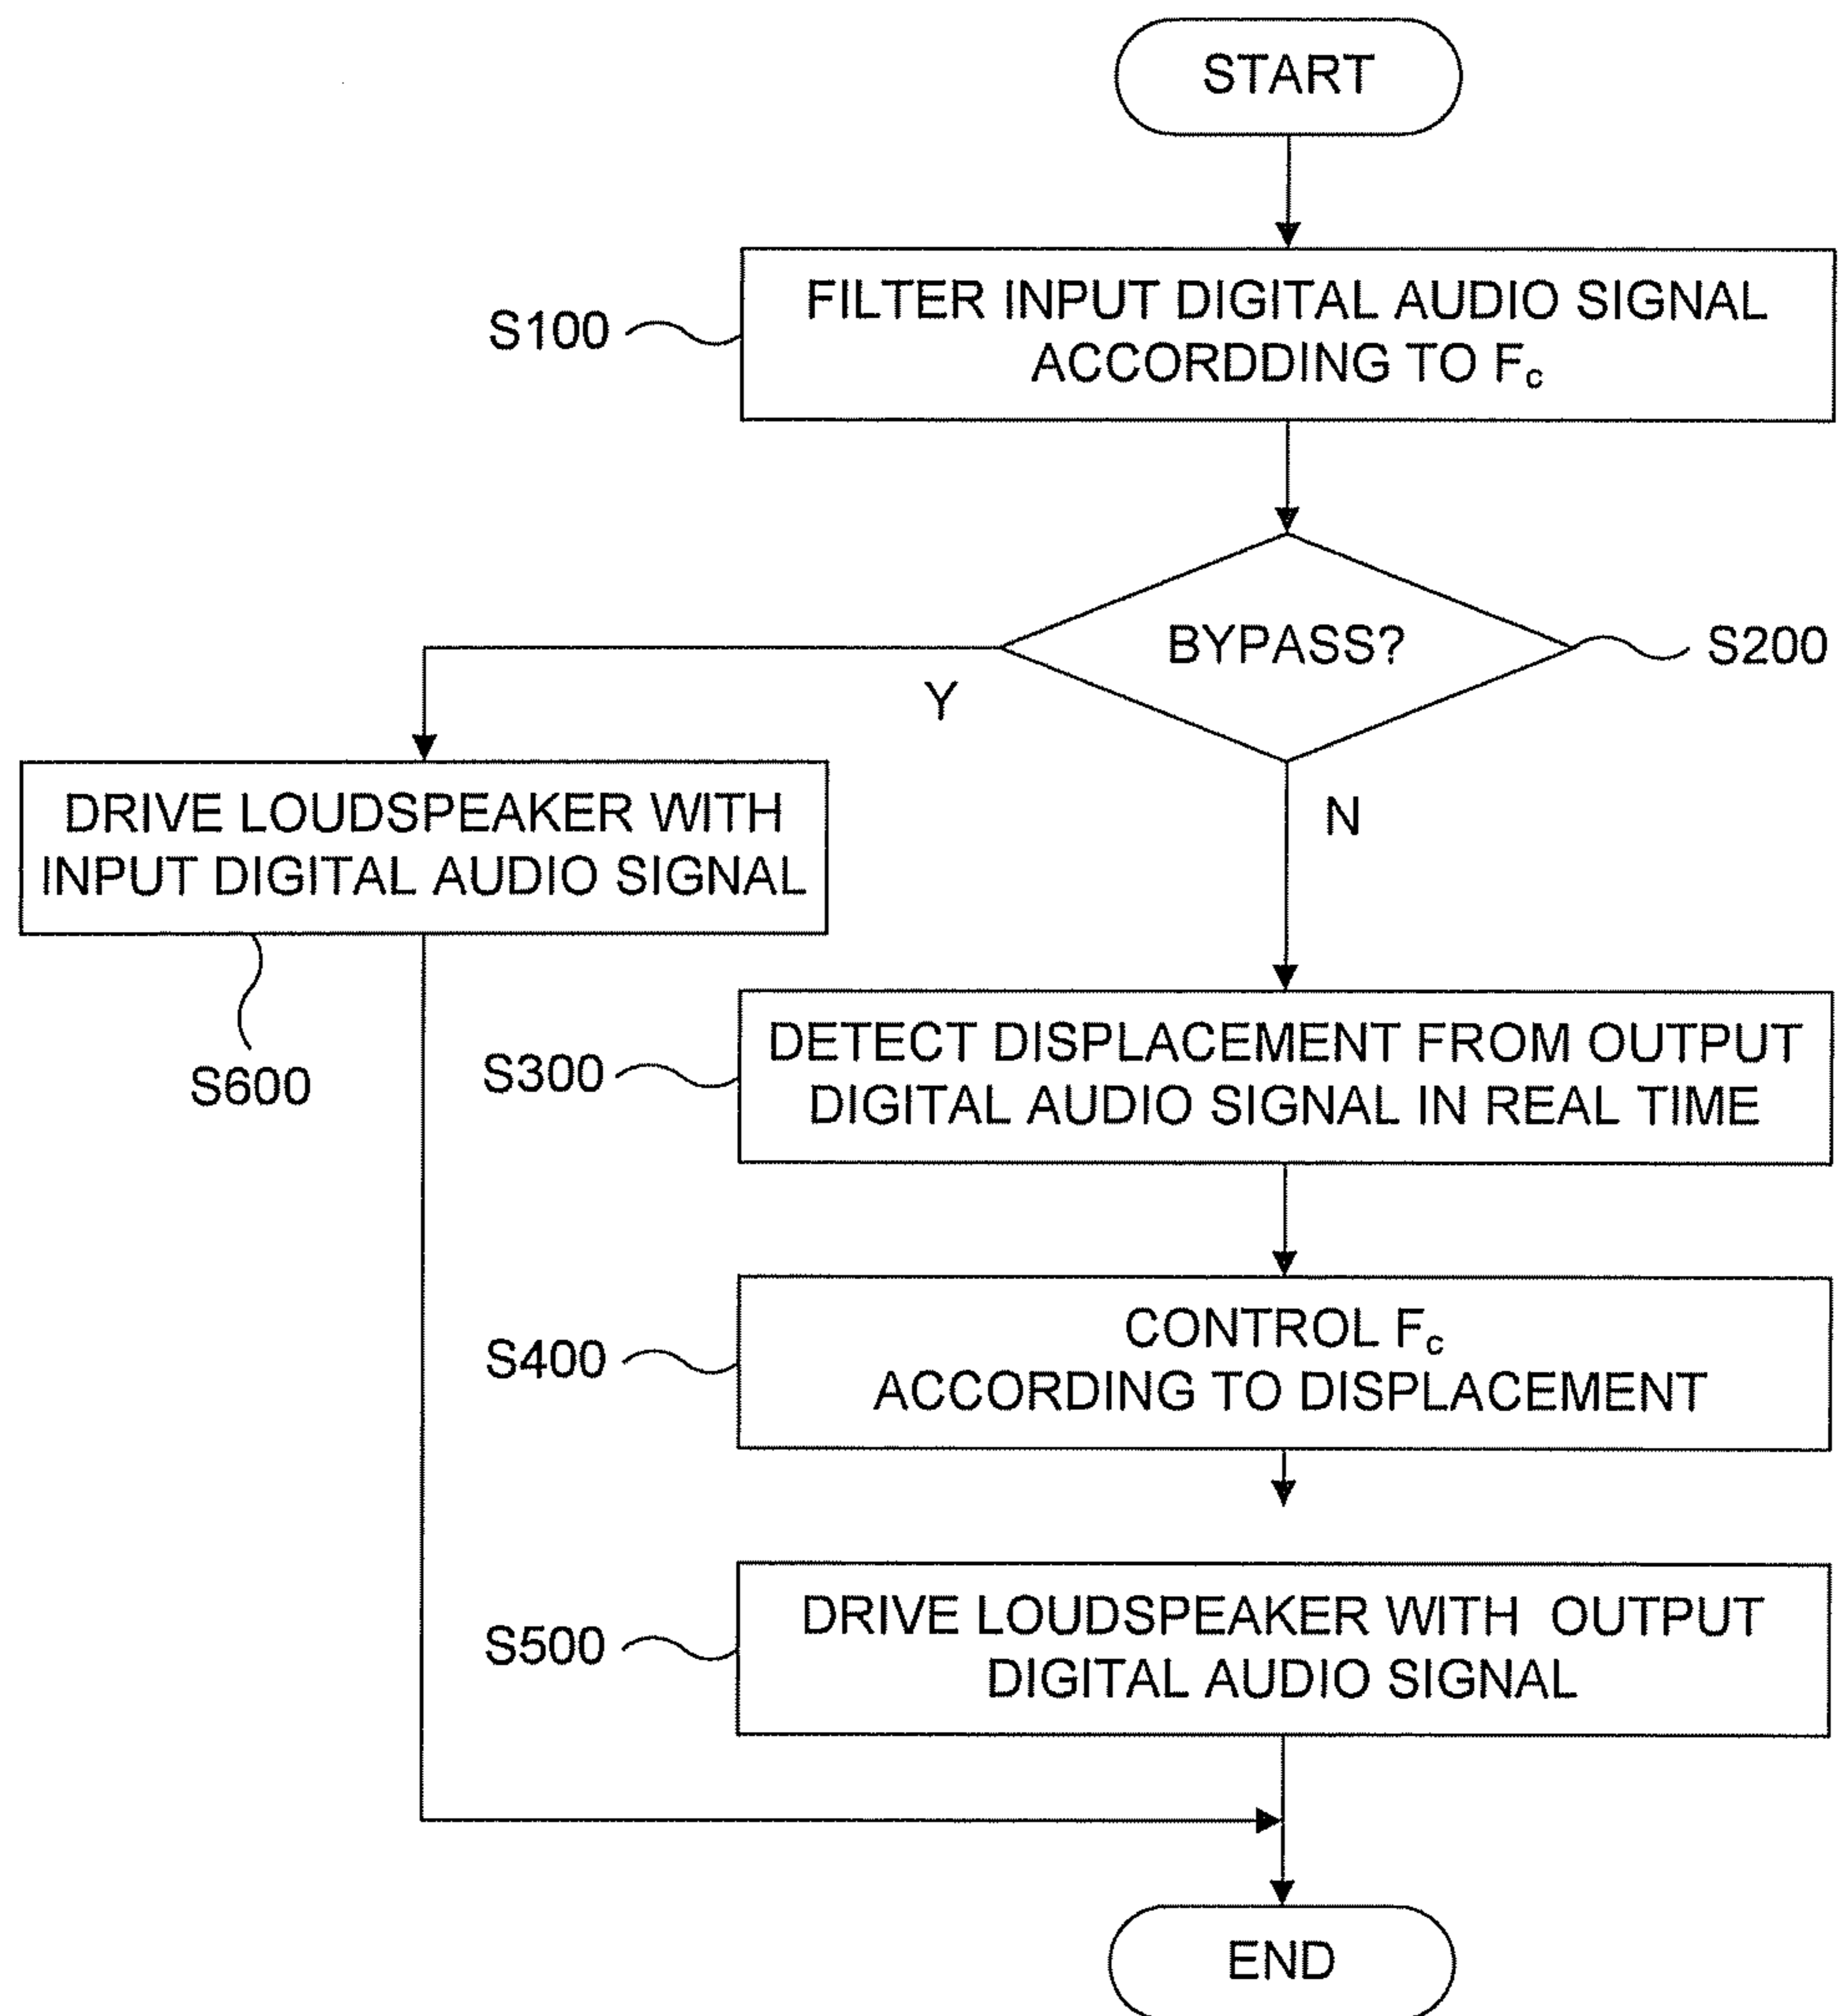 START
S100
FILTER INPUT DIGITAL AUDIO SIGNAL
ACCORDDING TO Fc
BYPASS?
S200
Y
N
DRIVE LOUDSPEAKER WITH
INPUT DIGITAL AUDIO SIGNAL
S600
S300
DETECT DISPLACEMENT FROM OUTPUT
DIGITAL AUDIO SIGNAL IN REAL TIME
S400
CONTROL Fc
ACCORDING TO DISPLACEMENT
S500
DRIVE LOUDSPEAKER WITH OUTPUT
DIGITAL AUDIO SIGNAL
END